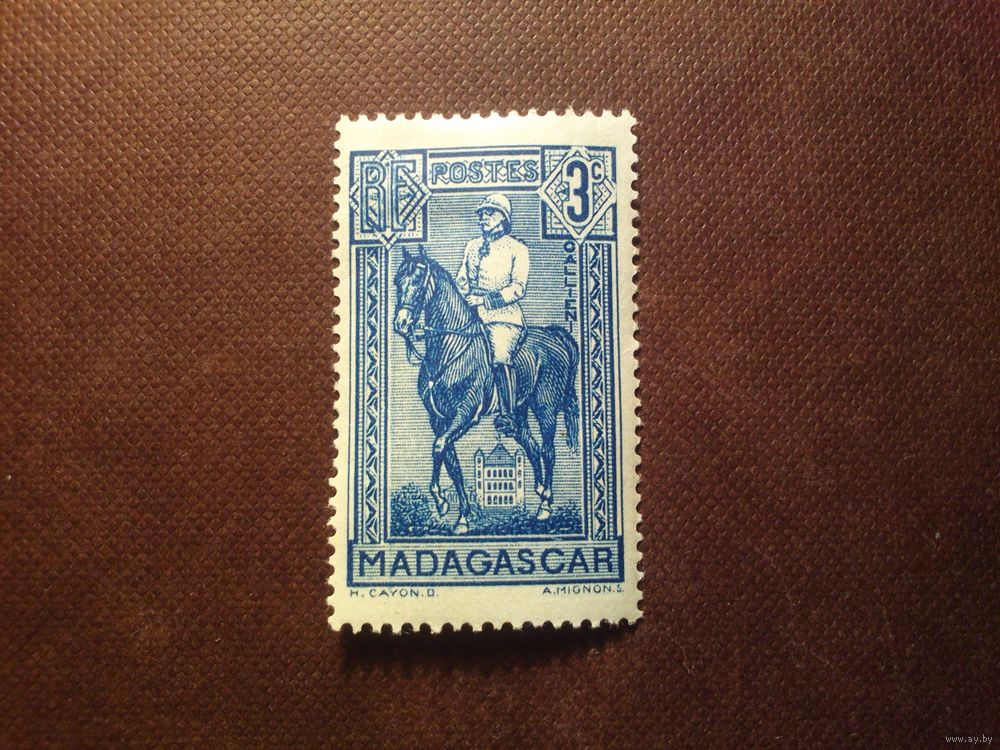 RF POSTES 3c
GALLIENI
MADAGASCAR
H. CAYON. D. A. MIGNON. S.
www.ay.by